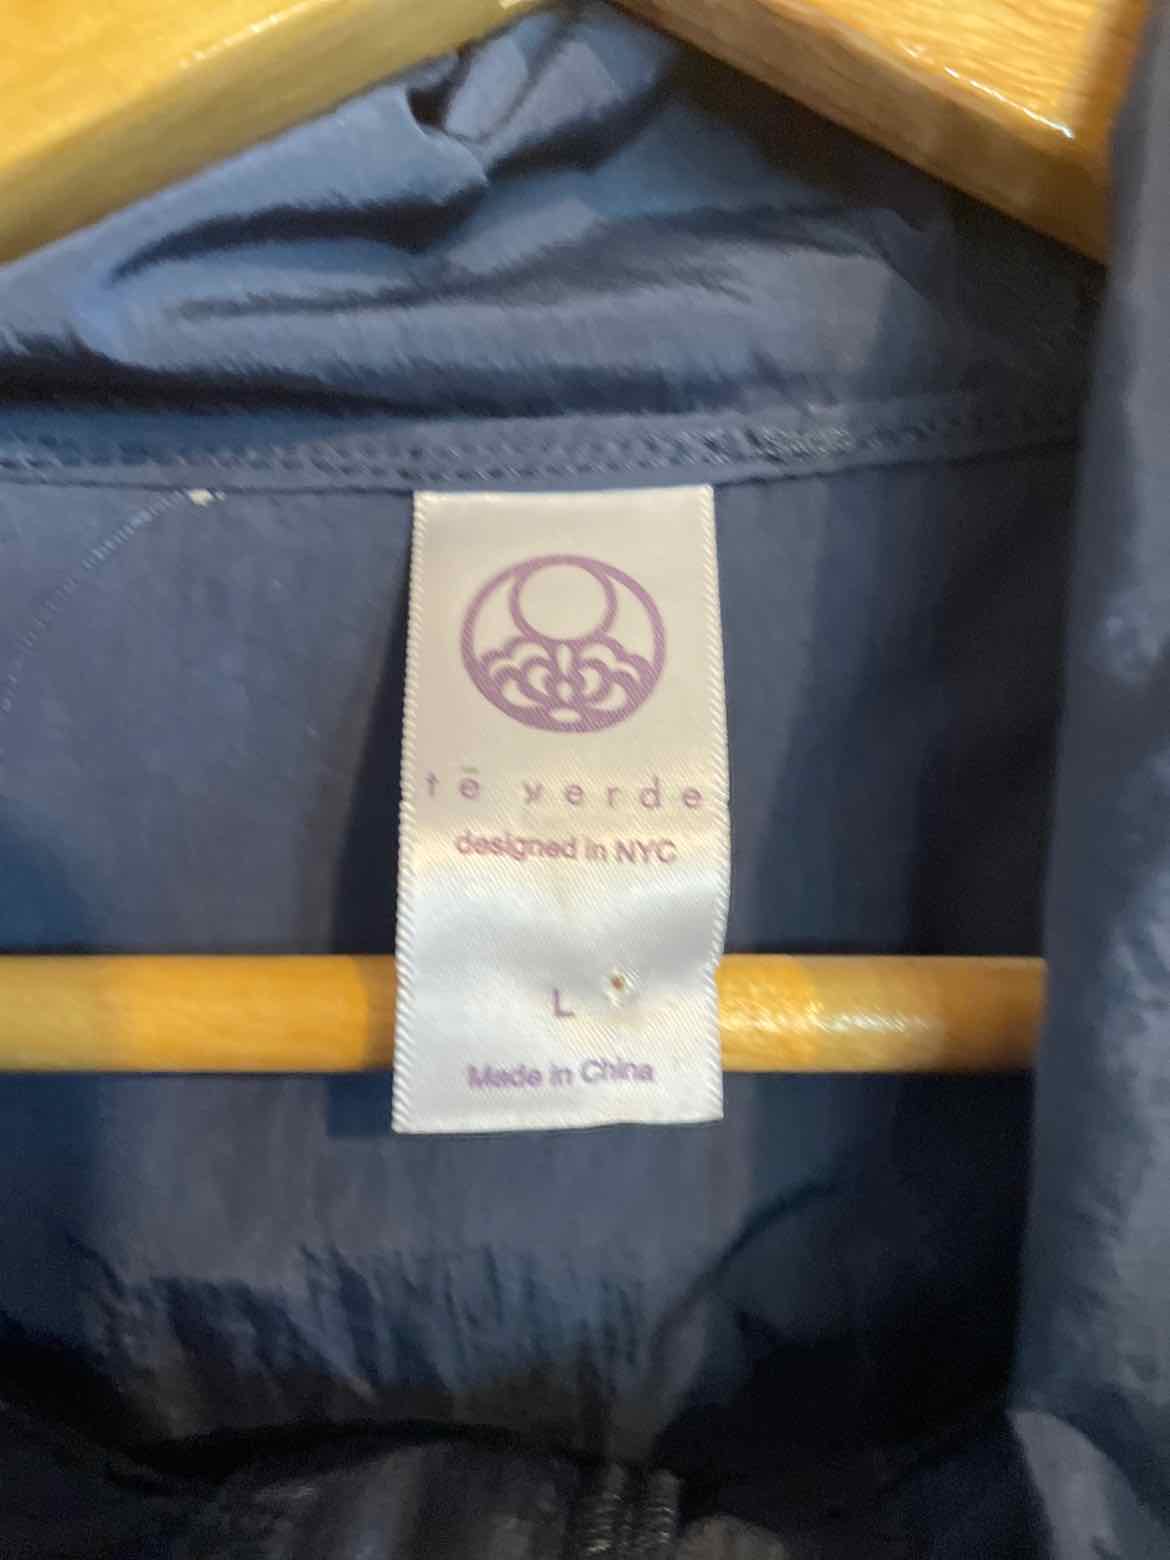 tē verde
designed in NYC
L
Made in China